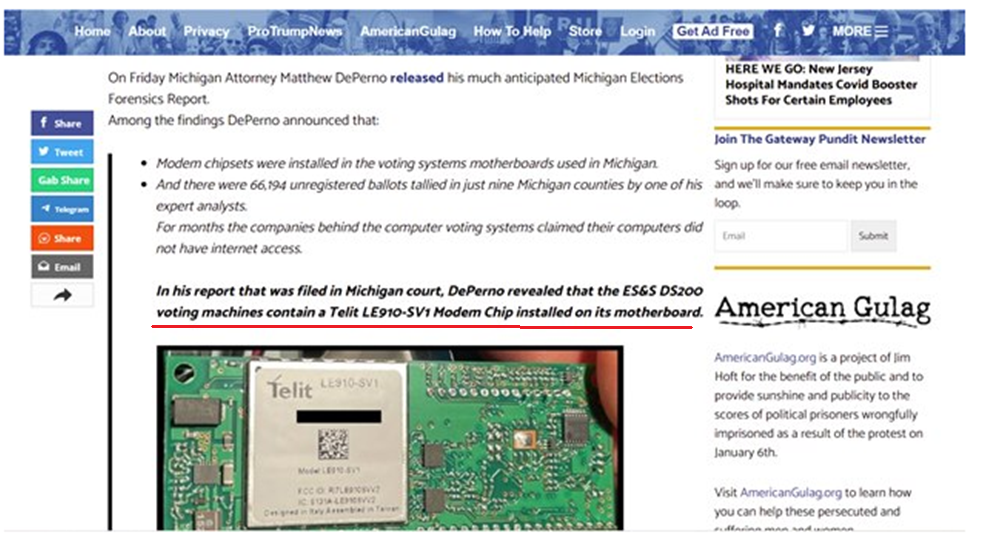 Home About Privacy ProTrumpNews AmericanGulag How To Help Store Login Get Ad Free MORE
On Friday Michigan Attorney Matthew DePerno released his much anticipated Michigan Elections
Forensics Report.
Among the findings DePerno announced that:
Share
Tweet
Gab Share
Telegram
Share
Email
Modem chipsets were installed in the voting systems motherboards used in Michigan.
And there were 66,194 unregistered ballots tallied in just nine Michigan counties by one of his
expert analysts.
For months the companies behind the computer voting systems claimed their computers did
not have internet access.
In his report that was filed in Michigan court, DePerno revealed that the ES&S DS200
voting machines contain a Telit LE910-SV1 Modem Chip installed on its motherboard.
Telit LE910-SV1
Model LE910-SV1
Designed in Italy Assembled in Taiwan
HERE WE GO: New Jersey
Hospital Mandates Covid Booster
Shots For Certain Employees
Join The Gateway Pundit Newsletter
Sign up for our free email newsletter,
and we'll make sure to keep you in the
loop.
Email Submit
American Gulag
AmericanGulag.org is a project of Jim
Hoft for the benefit of the public and to
provide sunshine and publicity to the
scores of political prisoners wrongfully
imprisoned as a result of the protest on
January 6th.
Visit AmericanGulag.org to learn how
you can help these persecuted and
suffering men and women